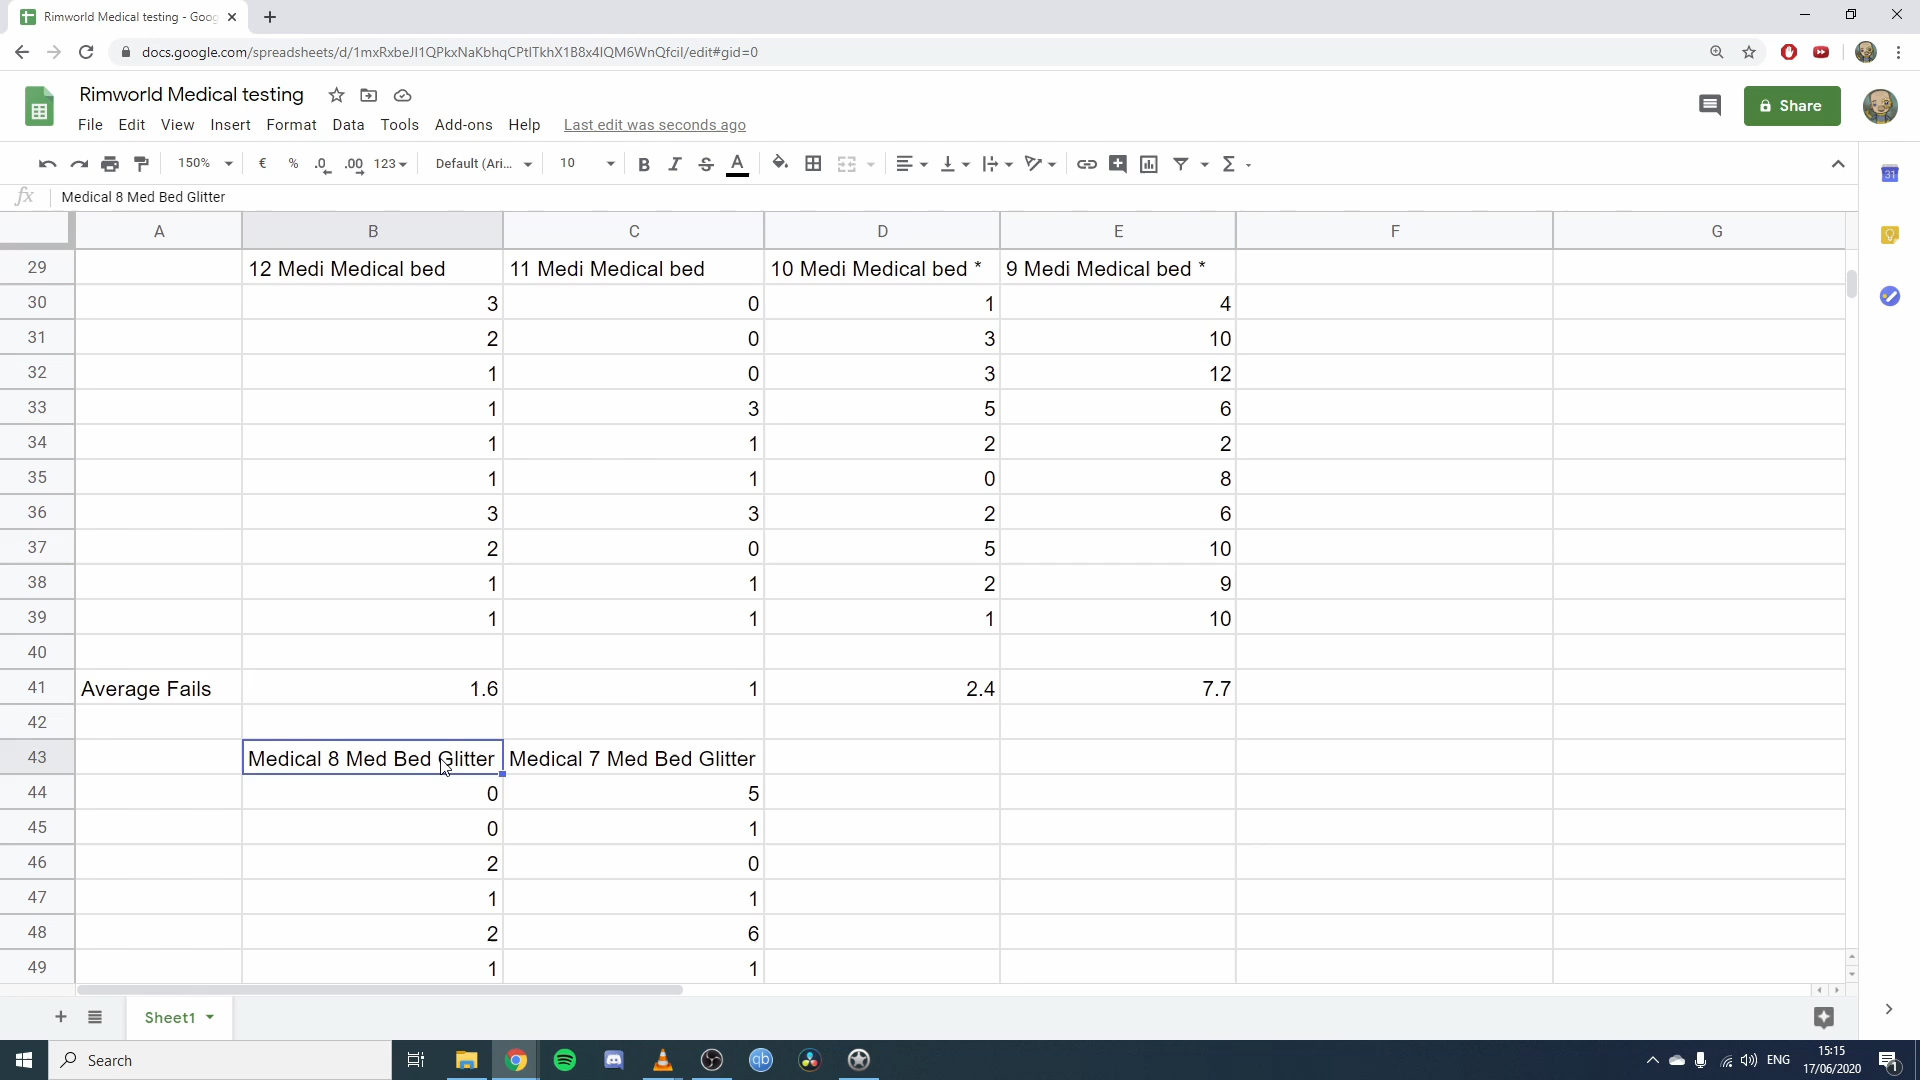 Rimworld Medical testing - Goog
docs.google.com/spreadsheets/d/1mxRxbeJI1QPkxNaKbhqCPtITkhX1B8x4IQM6WnQfciI/edit#gid=0
Rimworld Medical testing
Share
File Edit View Insert Format Data Tools Add-ons Help Last edit was seconds ago
150% € % .0 .00 123 Default (Ari... 10 B I S A Σ
31
fx Medical 8 Med Bed Glitter
A B C D E F G
29 12 Medi Medical bed 11 Medi Medical bed 10 Medi Medical bed * 9 Medi Medical bed *
30 3 0 1 4
31 2 0 3 10
32 1 0 3 12
33 1 3 5 6
34 1 1 2 2
35 1 1 0 8
36 3 3 2 6
37 2 0 5 10
38 1 1 2 9
39 1 1 1 10
40
41 Average Fails 1.6 1 2.4 7.7
42
43 Medical 8 Med Bed Glitter Medical 7 Med Bed Glitter
44 0 5
45 0 1
46 2 0
47 1 1
48 2 6
49 1 1
Sheet1
Search
qb
ENG
15:15
17/06/2020
1